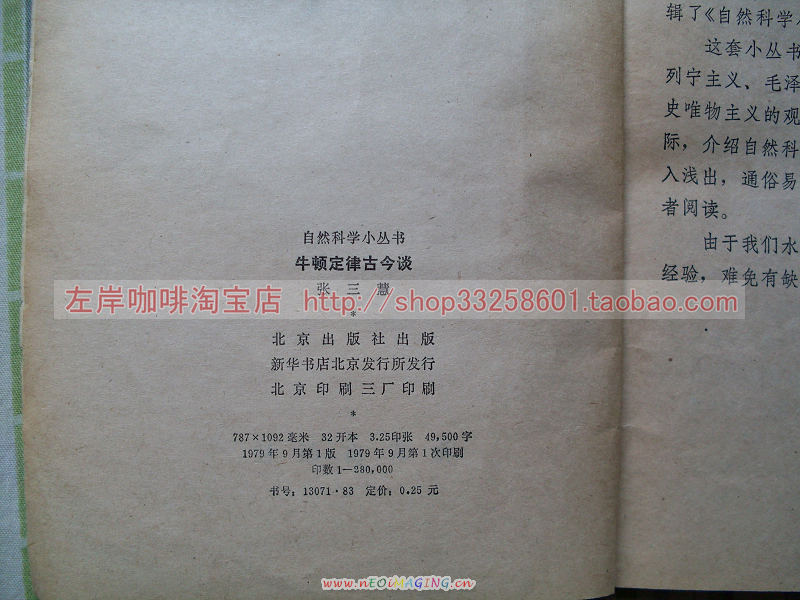 自然科学小丛书
牛顿定律古今谈
张三慧
左岸咖啡淘宝店 http://shop33258601.taobao.com
*
北京出版社出版
新华书店北京发行所发行
北京印刷三厂印刷
*
787×1092毫米 32开本 3.25印张 49,500字
1979年9月第1版 1979年9月第1次印刷
印数1—280,000
书号：13071·83 定价：0.25元
辑了《自然科学小
这套小丛书
列宁主义、毛泽
史唯物主义的观
际，介绍自然科
入浅出，通俗易
者阅读。
由于我们水
经验，难免有缺
www.nEOiMAGING.cn